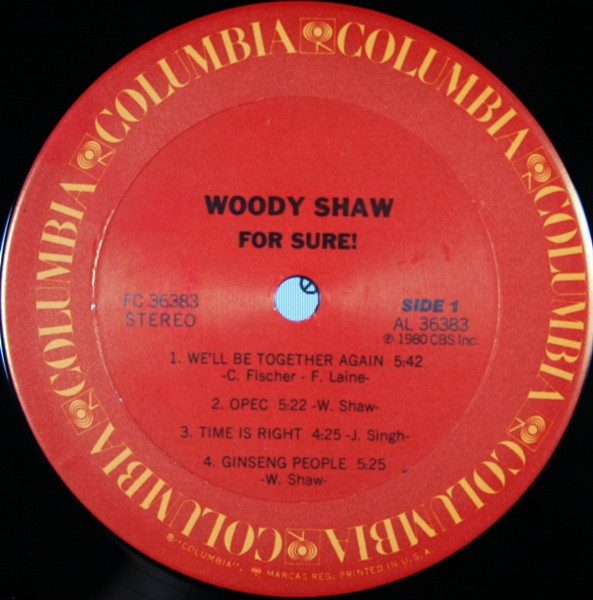 COLUMBIA COLUMBIA COLUMBIA COLUMBIA COLUMBIA COLUMBIA COLUMBIA COLUMBIA
WOODY SHAW
FOR SURE!
FC 36383
STEREO
SIDE 1
AL 36383
℗ 1980 CBS Inc.
1. WE'LL BE TOGETHER AGAIN 5:42
-C. Fischer - F. Laine-
2. OPEC 5:22 -W. Shaw-
3. TIME IS RIGHT 4:25 -J. Singh-
4. GINSENG PEOPLE 5:25
-W. Shaw-
®"COLUMBIA", MARCAS REG. PRINTED IN U.S.A.